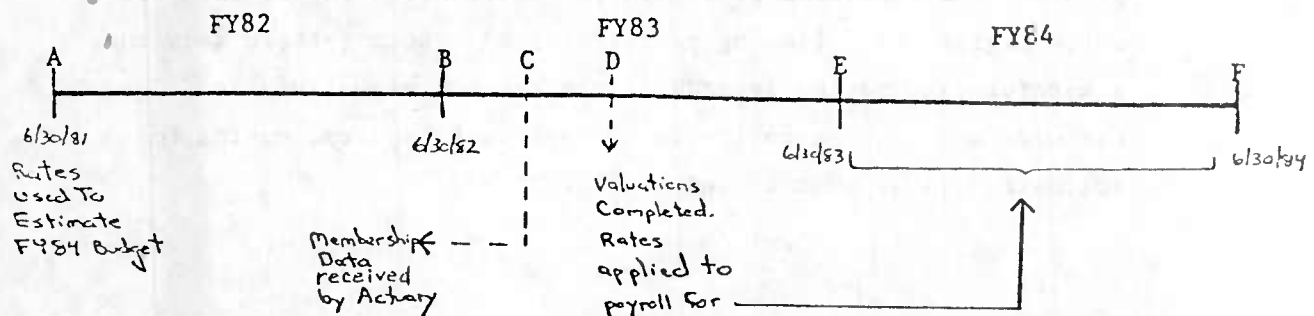 FY82
FY83
FY84
A
B
C
D
E
F
6/30/81
6/30/82
6/30/83
6/30/84
Rates
used To
Estimate
FY84 Budget
Membership
Data
received
by Actuary
Valuations
Completed.
Rates
applied to
payroll for